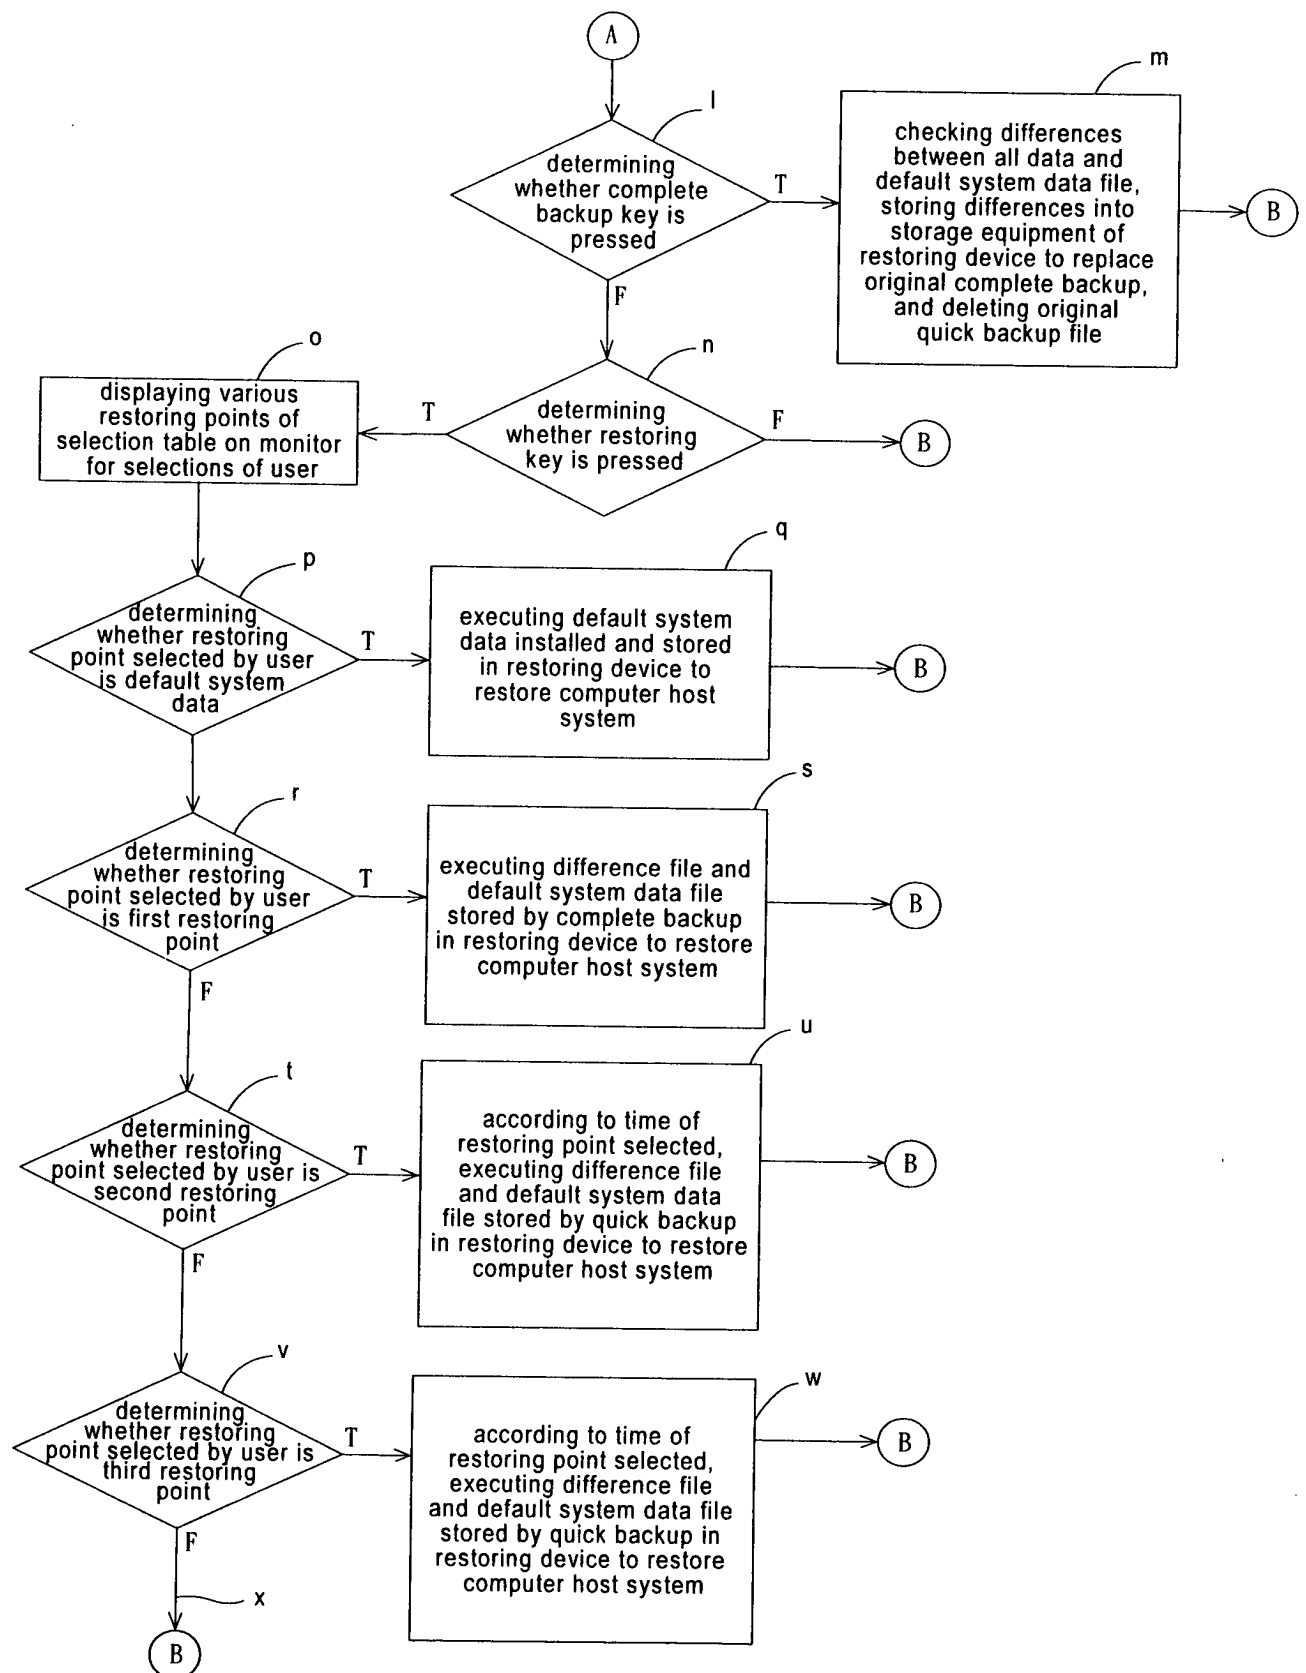 A
l
determining
whether complete
backup key is
pressed
T
F
m
checking differences
between all data and
default system data file,
storing differences into
storage equipment of
restoring device to replace
original complete backup,
and deleting original
quick backup file
B
n
determining
whether restoring
key is pressed
T
F
B
o
displaying various
restoring points of
selection table on monitor
for selections of user
p
determining
whether restoring
point selected by user
is default system
data
T
q
executing default system
data installed and stored
in restoring device to
restore computer host
system
B
r
determining
whether restoring
point selected by user
is first restoring
point
T
F
s
executing difference file and
default system data file
stored by complete backup
in restoring device to restore
computer host system
B
t
determining
whether restoring
point selected by user is
second restoring
point
T
F
u
according to time of
restoring point selected,
executing difference file
and default system data
file stored by quick backup
in restoring device to restore
computer host system
B
v
determining
whether restoring
point selected by user is
third restoring
point
T
F
w
according to time of
restoring point selected,
executing difference file
and default system data file
stored by quick backup in
restoring device to restore
computer host system
B
x
B